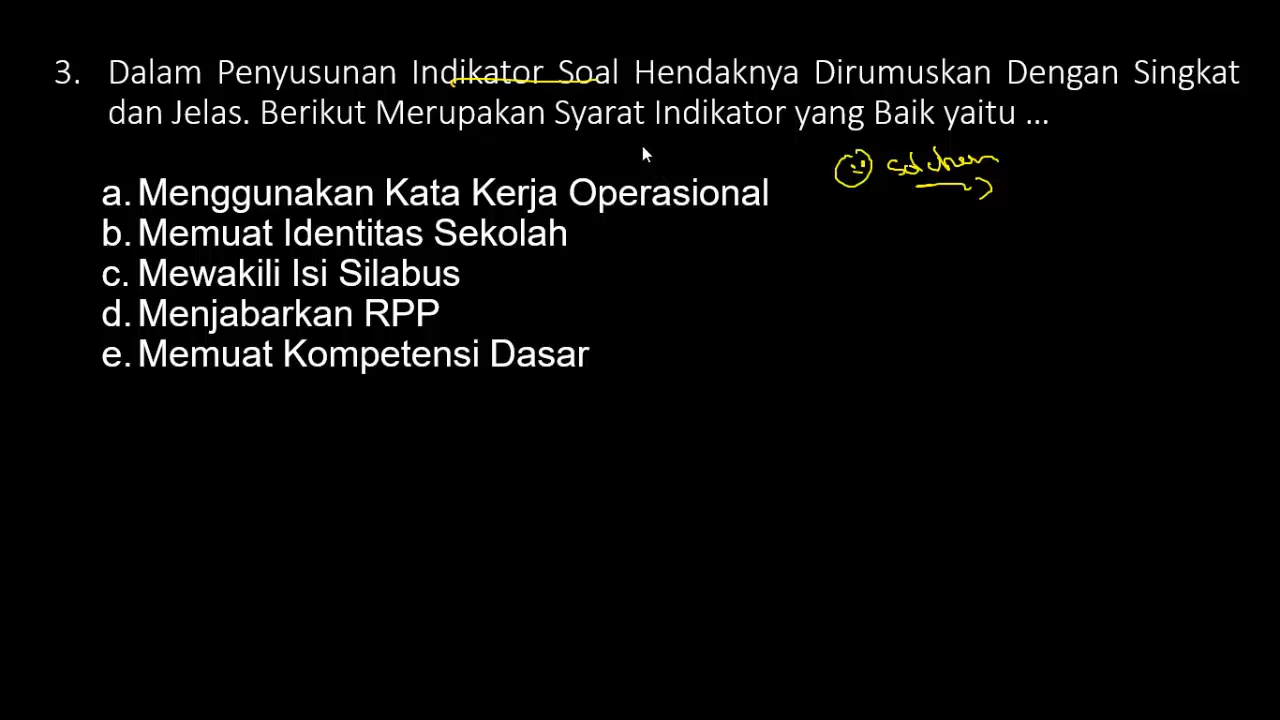 3. Dalam Penyusunan Indikator Soal Hendaknya Dirumuskan Dengan Singkat
dan Jelas. Berikut Merupakan Syarat Indikator yang Baik yaitu ...
a. Menggunakan Kata Kerja Operasional
b. Memuat Identitas Sekolah
c. Mewakili Isi Silabus
d. Menjabarkan RPP
e. Memuat Kompetensi Dasar